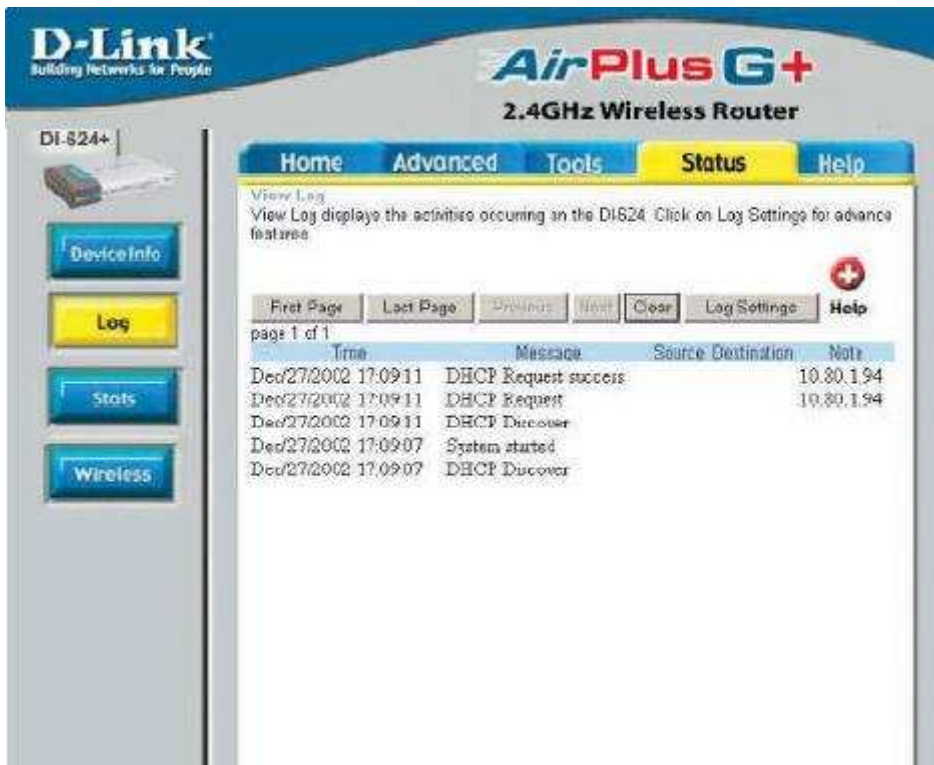 D-Link
Building Networks for People
AirPlus G+
2.4GHz Wireless Router
DI-624+
Home Advanced Tools Status Help
View Log
View Log displays the activities occurring on the DI-624. Click on Log Settings for advance
features.
Device Info
Log
Stats
Wireless
Help
First Page Last Page Previous Next Clear Log Settings
page 1 of 1
Time Message Source Destination Note
Dec/27/2002 17:09:11 DHCP Request success 10.80.1.94
Dec/27/2002 17:09:11 DHCP Request 10.80.1.94
Dec/27/2002 17:09:11 DHCP Discover
Dec/27/2002 17:09:07 System started
Dec/27/2002 17:09:07 DHCP Discover